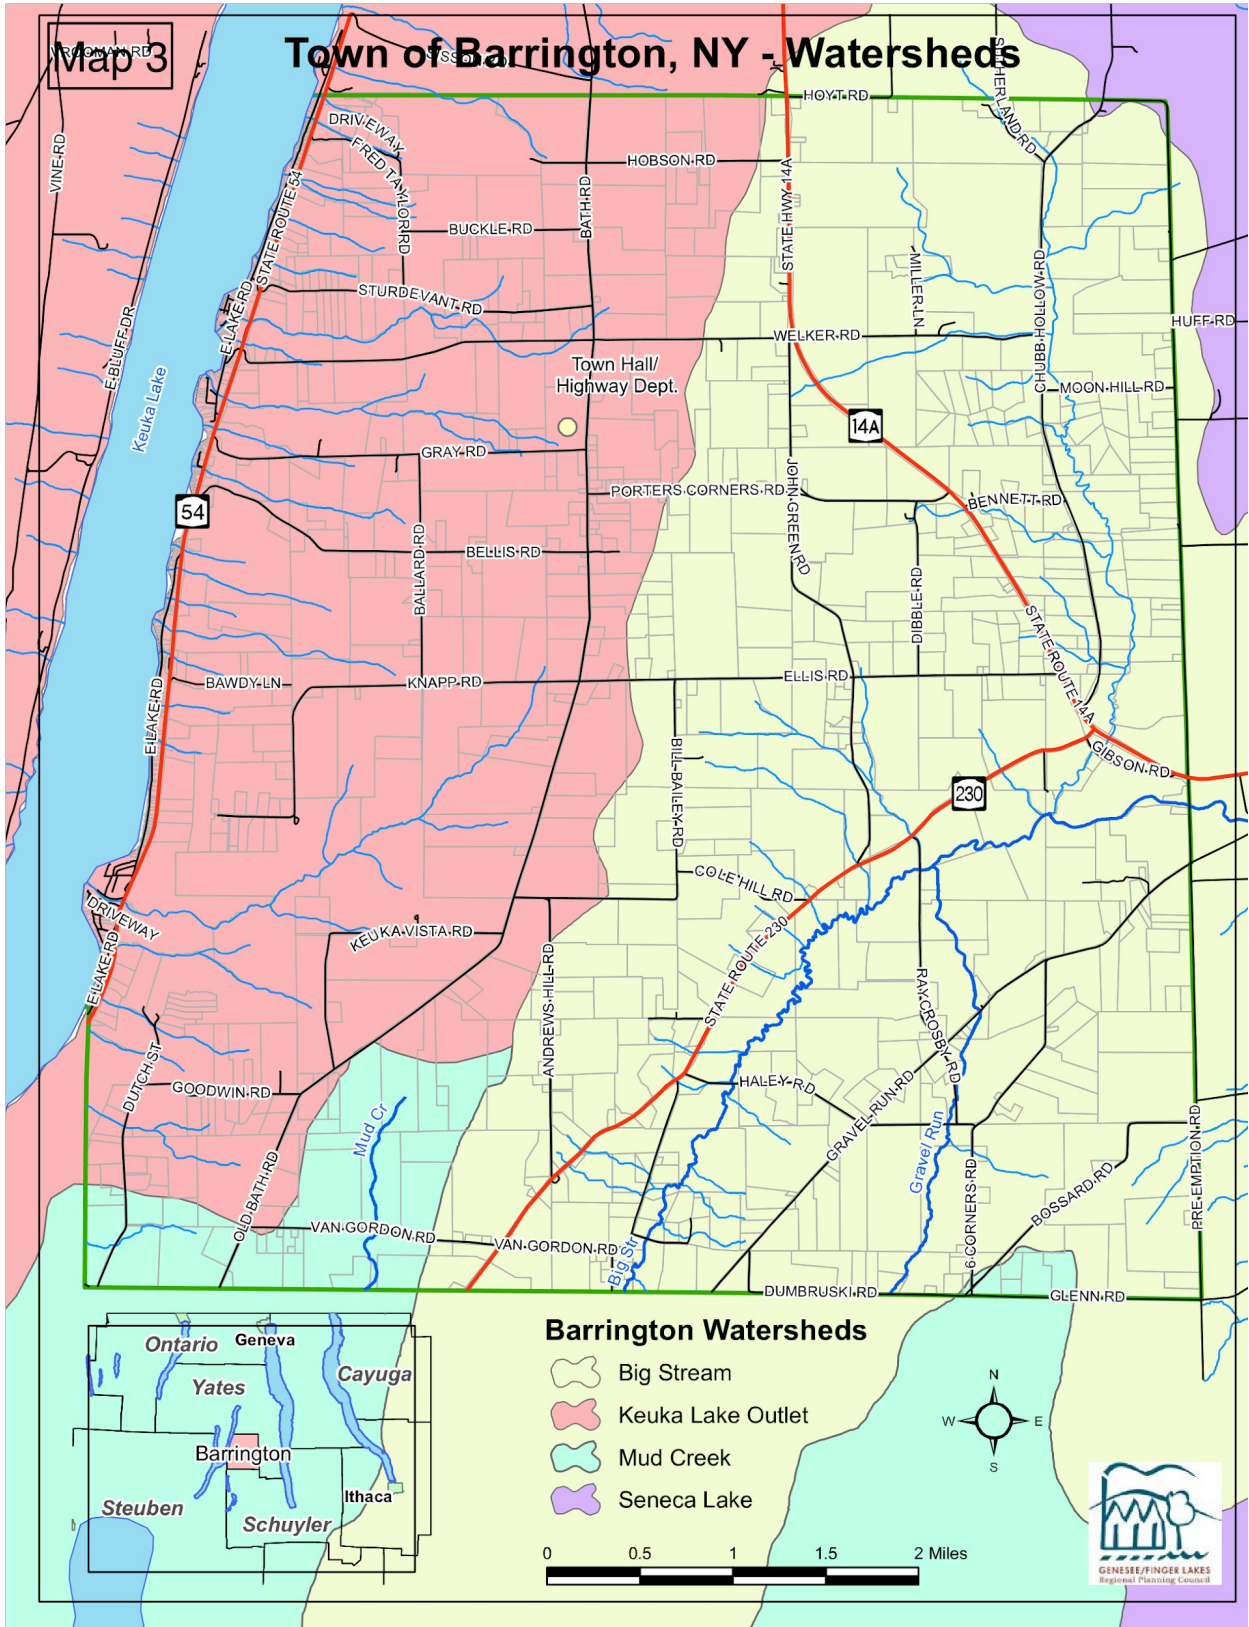 Map 3
VROOMAN RD
Town of Barrington, NY - Watersheds
SISSON RD
SUTHERLAND RD
HOYT RD
DRIVEWAY
FRED TAYLOR RD
HOBSON RD
VINE RD
STATE ROUTE 54
BATH RD
STATE HWY 14A
BUCKLE RD
MILLER LN
CHUBB HOLLOW RD
STURDEVANT RD
E LAKE RD
E BLUFF DR
WELKER RD
HUFF RD
Town Hall/
Highway Dept.
MOON HILL RD
Keuka Lake
14A
GRAY RD
JOHN GREEN RD
PORTERS CORNERS RD
BENNETT RD
54
BALLARD RD
BELLIS RD
DIBBLE RD
STATE ROUTE 14A
BAWDY LN
KNAPP RD
ELLIS RD
E LAKE RD
BILL BAILEY RD
GIBSON RD
230
COLE HILL RD
DRIVEWAY
KEUKA VISTA RD
E LAKE RD
STATE ROUTE 230
ANDREWS HILL RD
RAY CROSBY RD
DUTCH ST
GOODWIN RD
HALEY RD
GRAVEL RUN RD
Mud Cr
Gravel Run
PRE EMPTION RD
OLD BATH RD
6 CORNERS RD
BOSSARD RD
VAN GORDON RD
VAN GORDON RD
Big Str
DUMBRUSKI RD
GLENN RD
Barrington Watersheds
Big Stream
Keuka Lake Outlet
Mud Creek
Seneca Lake
Ontario
Geneva
Yates
Cayuga
Barrington
Ithaca
Steuben
Schuyler
N
W
E
S
0
0.5
1
1.5
2 Miles
GENESEE/FINGER LAKES
Regional Planning Council